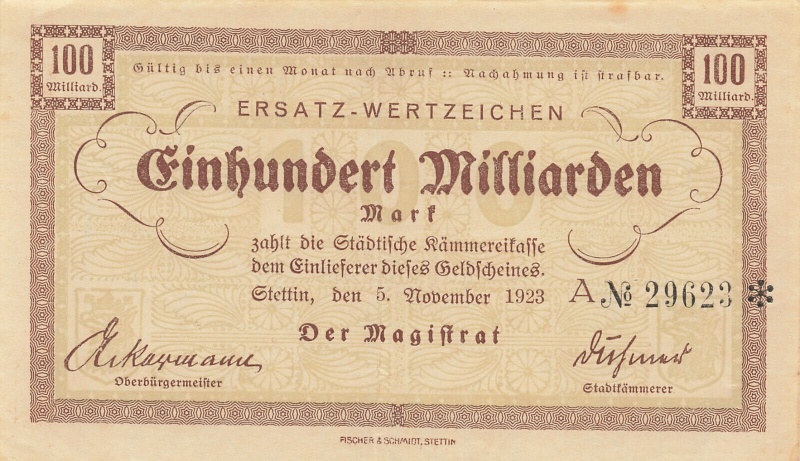 100
Milliard.
100
Milliard.
Gültig bis einen Monat nach Abruf :: Nachahmung ist strafbar.
ERSATZ-WERTZEICHEN
100
Einhundert Milliarden
Mark
zahlt die Städtische Kämmereikasse
dem Einlieferer dieses Geldscheines.
Stettin, den 5. November 1923 A № 29623 *
Der Magistrat
Ackermann
Oberbürgermeister
Stadtkämmerer
FISCHER & SCHMIDT, STETTIN